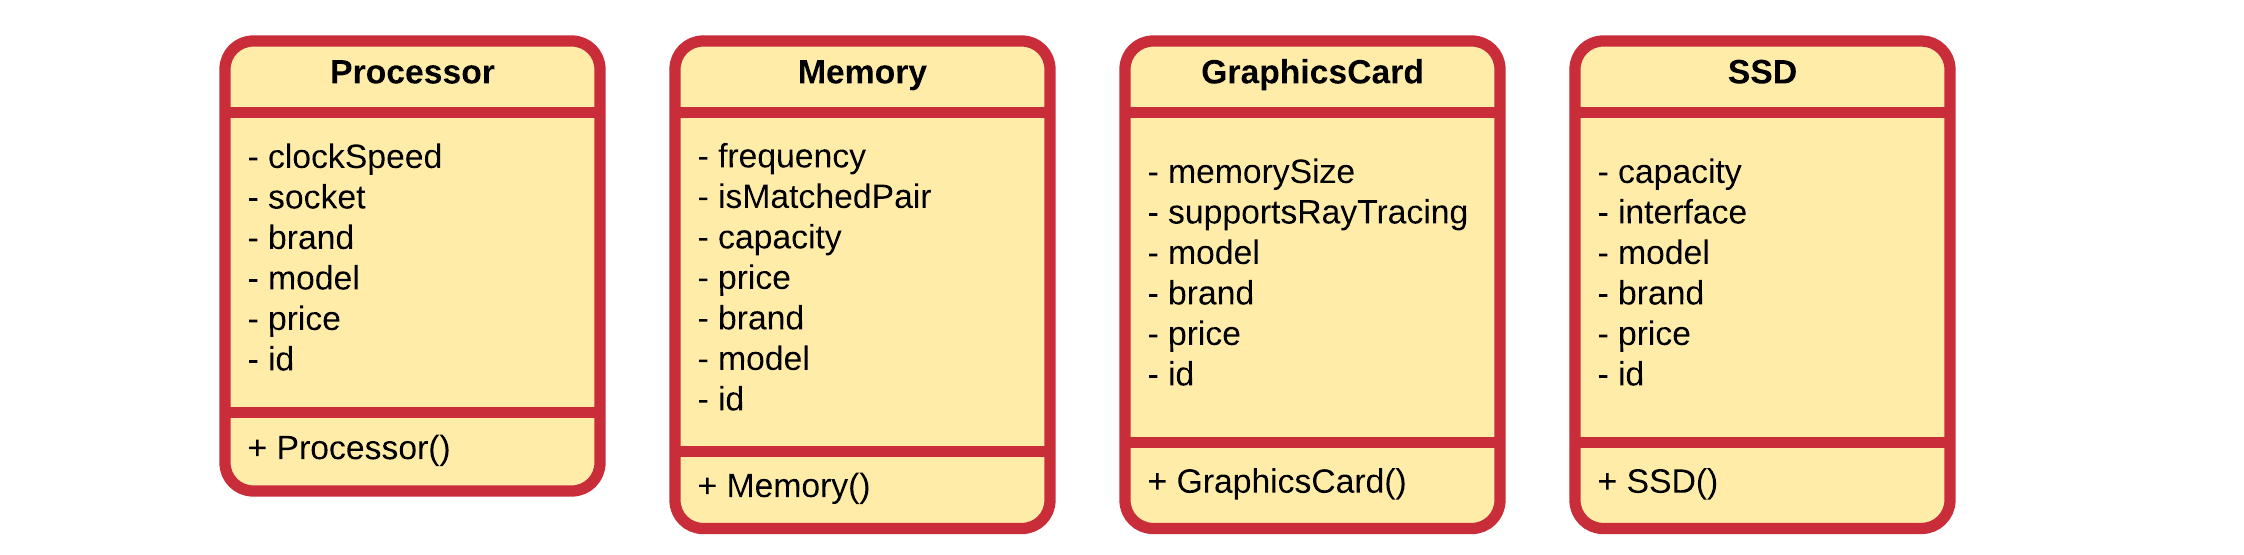 Processor
- clockSpeed
- socket
- brand
- model
- price
- id
+ Processor()
Memory
- frequency
- isMatchedPair
- capacity
- price
- brand
- model
- id
+ Memory()
GraphicsCard
- memorySize
- supportsRayTracing
- model
- brand
- price
- id
+ GraphicsCard()
SSD
- capacity
- interface
- model
- brand
- price
- id
+ SSD()